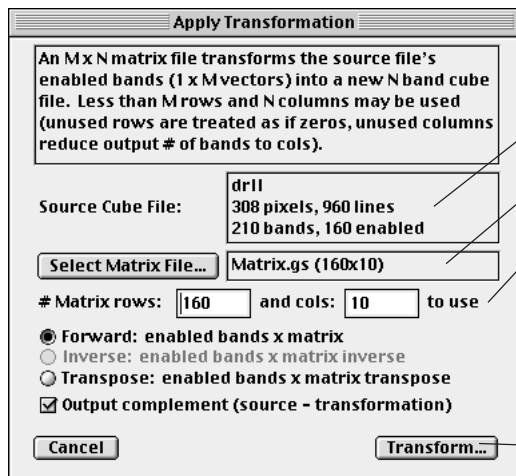 Apply Transformation
An M x N matrix file transforms the source file's
enabled bands (1 x M vectors) into a new N band cube
file. Less than M rows and N columns may be used
(unused rows are treated as if zeros, unused columns
reduce output # of bands to cols).
Source Cube File:
drll
308 pixels, 960 lines
210 bands, 160 enabled
Select Matrix File... Matrix.gs (160x10)
# Matrix rows: 160 and cols: 10 to use
Forward: enabled bands x matrix
Inverse: enabled bands x matrix inverse
Transpose: enabled bands x matrix transpose
Output complement (source - transformation)
Cancel Transform...